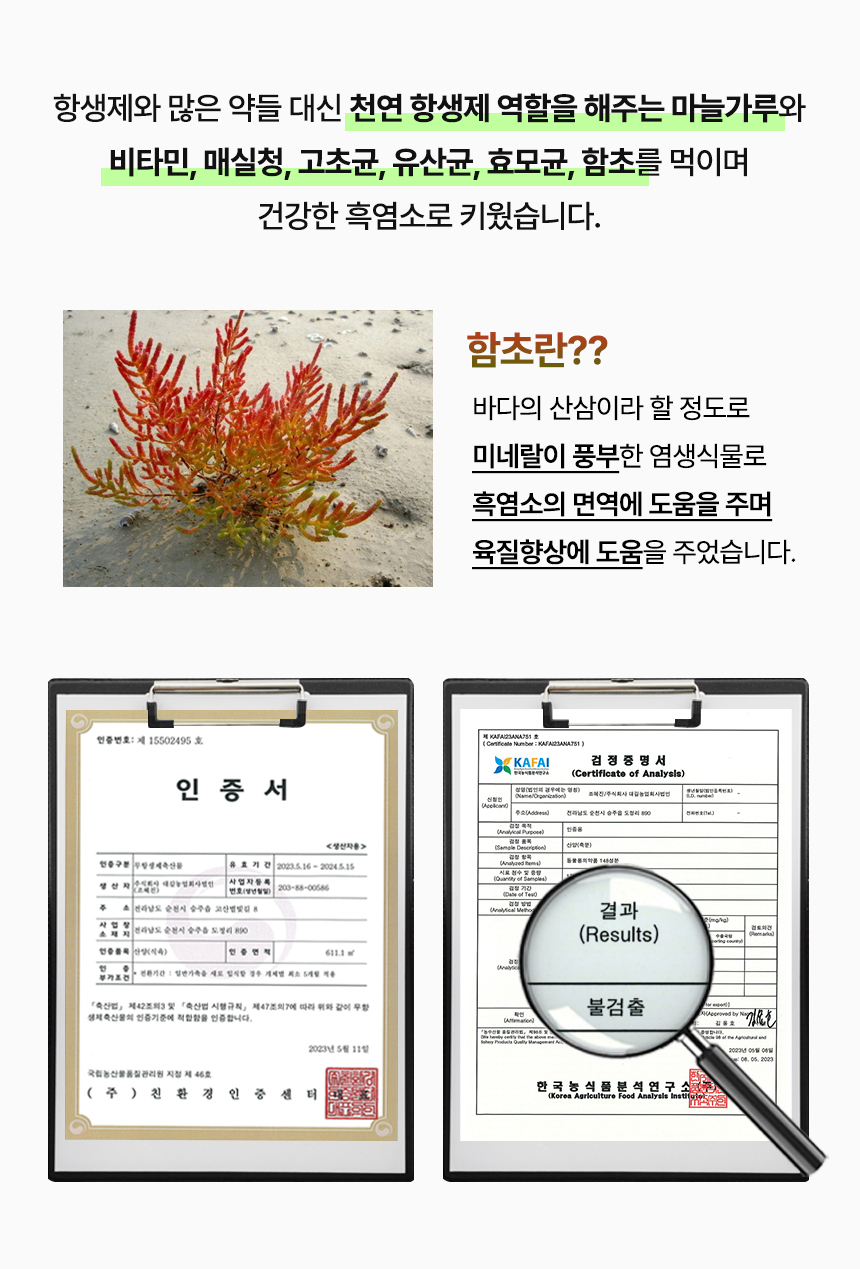 항생제와 많은 약들 대신 천연 항생제 역할을 해주는 마늘가루와
비타민, 매실청, 고초균, 유산균, 효모균, 함초를 먹이며
건강한 흑염소로 키웠습니다.
함초란??
바다의 산삼이라 할 정도로
미네랄이 풍부한 염생식물로
흑염소의 면역에 도움을 주며
육질향상에 도움을 주었습니다.
인증번호: 제 15502495 호
인 증 서
<생산자용>
인증구분 무항생제축산물 유 효 기 간 2023.5.16 ~ 2024.5.15
생 산 자 주식회사 대길농업회사법인 (조혜진) 사업자등록번호(생년월일) 203-88-00586
주 소 전라남도 순천시 승주읍 고산병빛길 8
사 업 장 소 재 지 전라남도 순천시 승주읍 도정리 890
인증품목 산양(식육) 인 증 면 적 611.1 ㎡
인 증 부가조건 * 전환기간 : 일반가축을 새로 입식할 경우 개체별 최소 5개월 적용
「축산법」 제42조의3 및 「축산법 시행규칙」 제47조의7에 따라 위와 같이 무항
생제축산물의 인증기준에 적합함을 인증합니다.
2023년 5월 11일
국립농산물품질관리원 지정 제 46호
( 주 ) 친 환 경 인 증 센 터 대 표
제 KAFAI23ANA751 호
( Certificate Number : KAFAI23ANA751 )
KAFAI
한국농식품분석연구소
검 정 증 명 서
(Certificate of Analysis)
신청인 (Applicant)
성명(법인의 경우에는 명칭) (Name/Organization) 조혜진/주식회사 대길농업회사법인 생년월일(법인등록번호) (I.D. number) -
주소(Address) 전라남도 순천시 승주읍 도정리 890 전화번호(Tel.) -
검정 목적 (Analytical Purpose) 인증용
검정 품목 (Sample Description) 산양(축분)
검정 항목 (Analyzed Items) 동물용의약품 148성분
시료 점수 및 중량 (Quantity of Samples)
검정 기간 (Date of Test)
검정 방법
(Analytical Method
결과
(Results)
불검출
(mg/kg)
수출국명
검토의견 (Remarks)
확인 (Attestation)
(Approved by Na
김 용 호
2023년 05월 08일
08. 05. 2023
한국농식품분석연구소
(Korea Agriculture Food Analysis Institute)